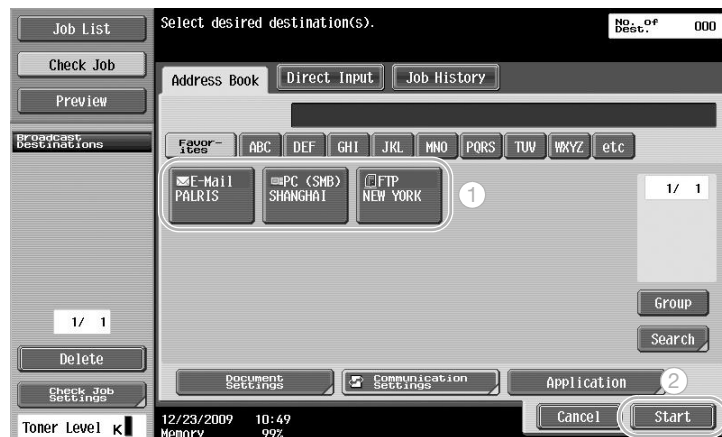 Job List
Check Job
Preview
Broadcast
Destinations
1/ 1
Delete
Check Job
Settings
Toner Level K
Select desired destination(s).
No. of
Dest.
000
Address Book
Direct Input
Job History
Favor-
ites
ABC
DEF
GHI
JKL
MNO
PQRS
TUV
WXYZ
etc
E-Mail
PALRIS
PC (SMB)
SHANGHAI
FTP
NEW YORK
1
1/ 1
Group
Search
Document
Settings
Communication
Settings
Application
2
12/23/2009 10:49
Memory 99%
Cancel
Start